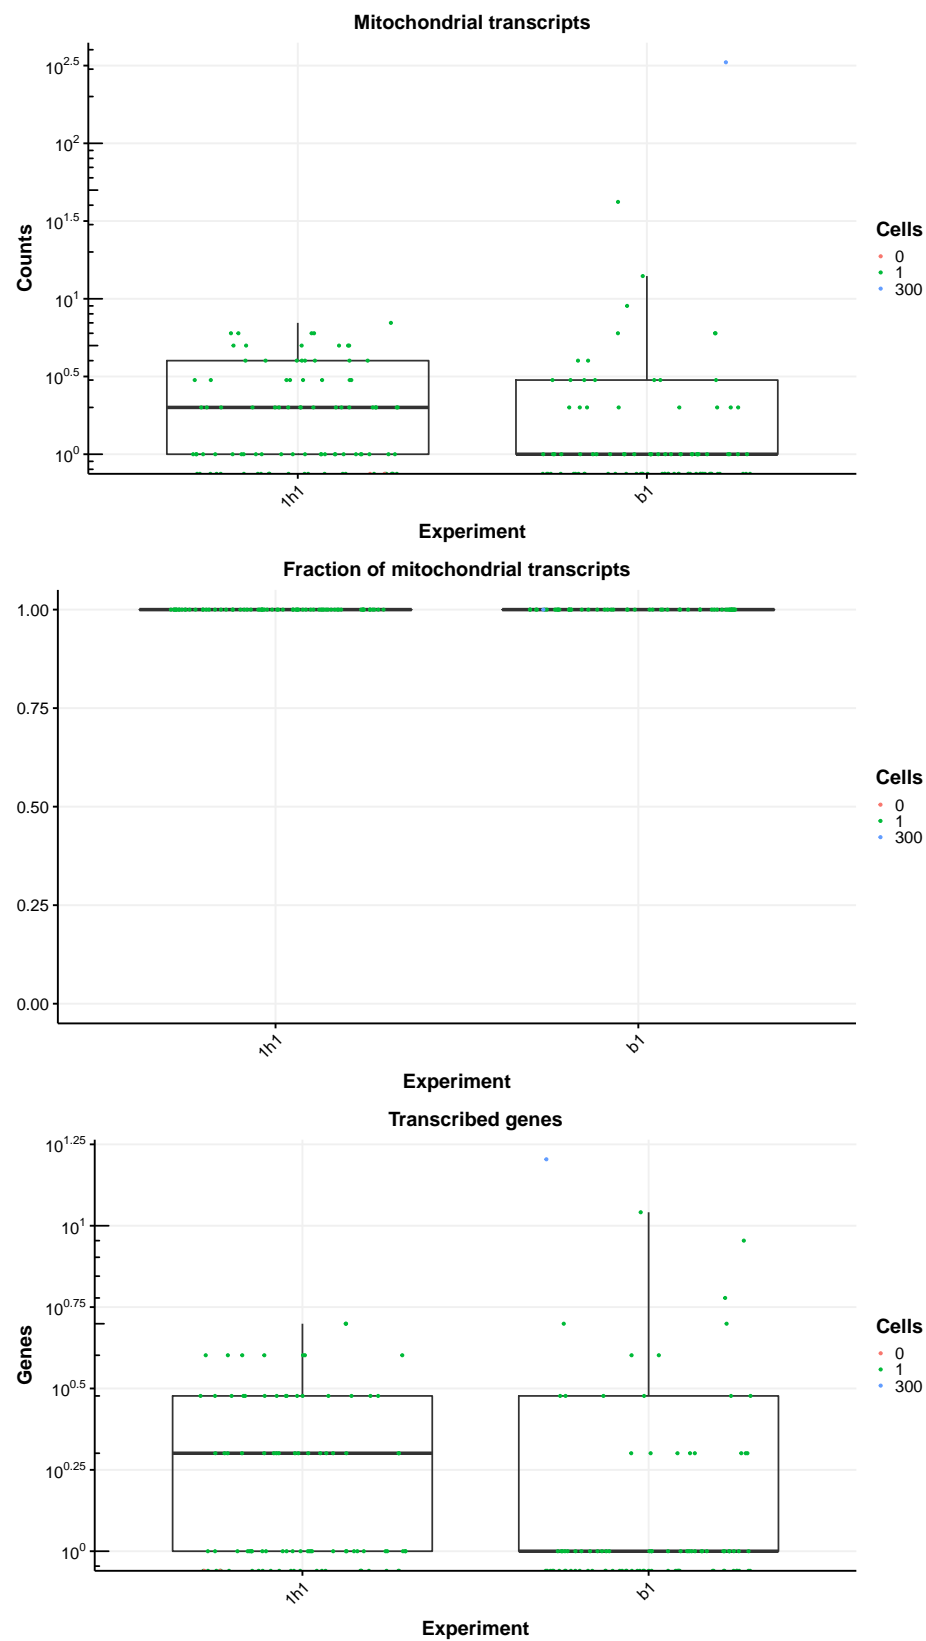 Mitochondrial transcripts
10^2.5
10^2
10^1.5
10^1
10^0.5
10^0
Counts
1h1
b1
Experiment
Cells
0
1
300
Fraction of mitochondrial transcripts
1.00
0.75
0.50
0.25
0.00
1h1
b1
Experiment
Cells
0
1
300
Transcribed genes
10^1.25
10^1
10^0.75
10^0.5
10^0.25
10^0
Genes
1h1
b1
Experiment
Cells
0
1
300